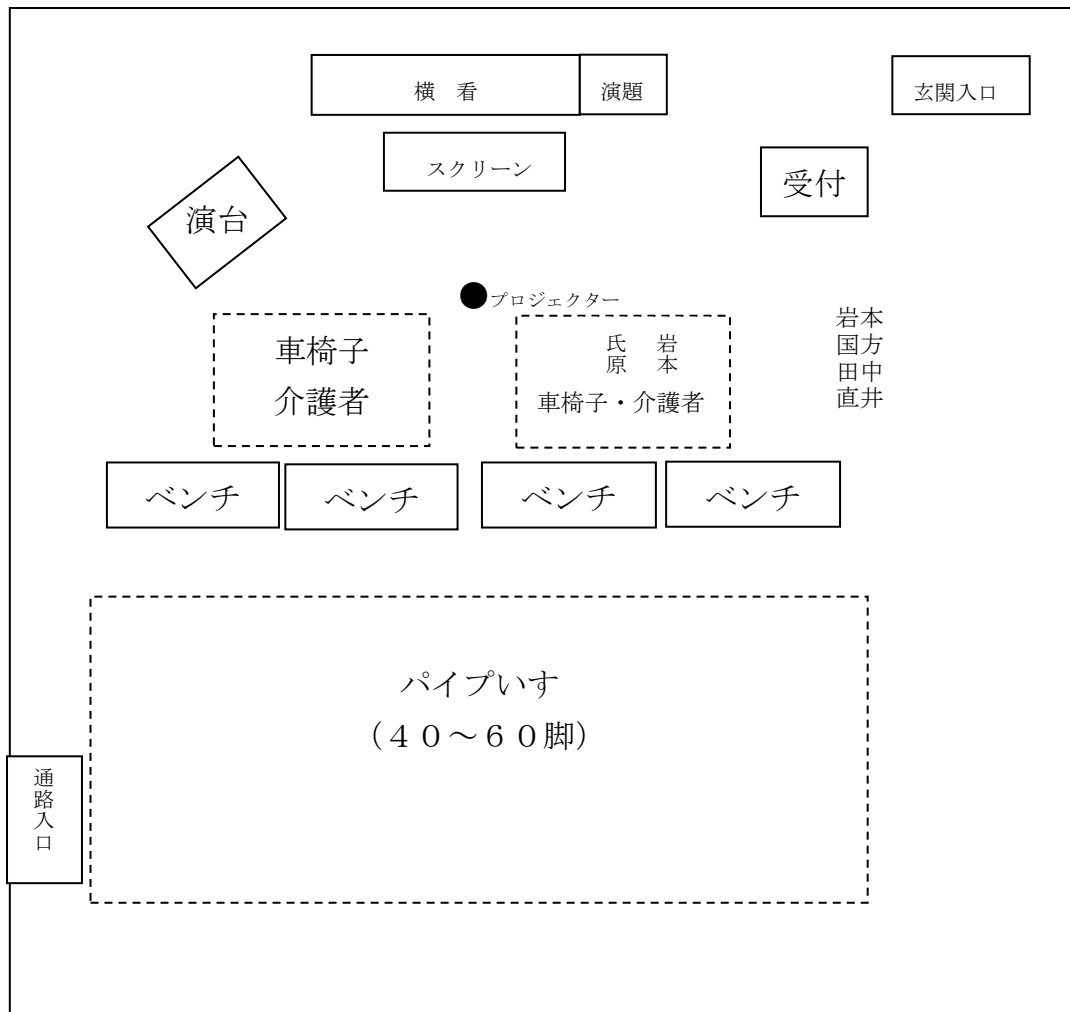 横　看
演題
玄関入口
スクリーン
受付
演台
プロジェクター
車椅子
介護者
氏原
岩本
車椅子・介護者
岩本
国方
田中
直井
ベンチ
ベンチ
ベンチ
ベンチ
パイプいす
（４０～６０脚）
通路入口